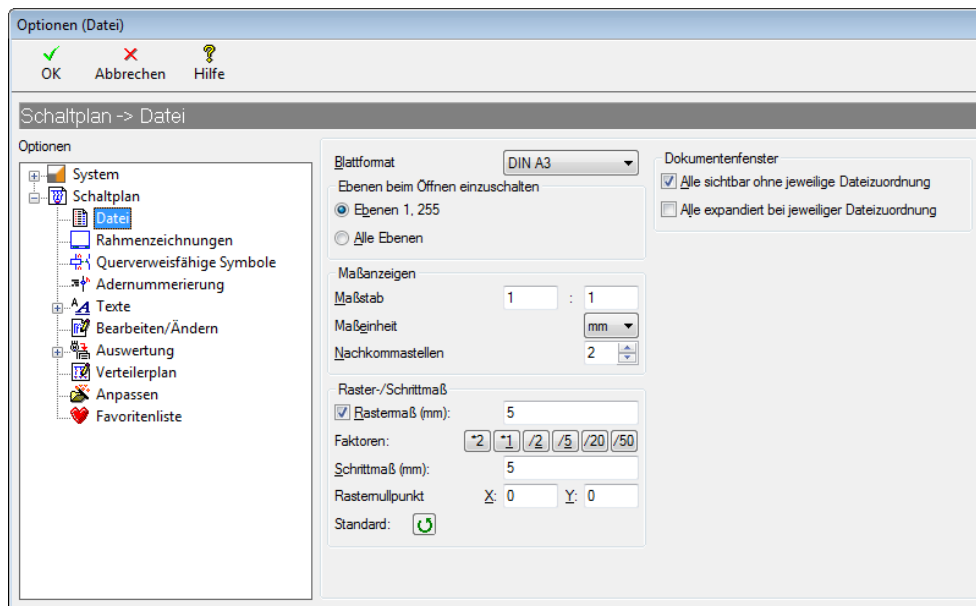 Optionen (Datei)
OK Abbrechen Hilfe
Schaltplan -> Datei
Optionen
System
Schaltplan
Datei
Rahmenzeichnungen
Querverweisfähige Symbole
Adernummerierung
Texte
Bearbeiten/Ändern
Auswertung
Verteilerplan
Anpassen
Favoritenliste
Blattformat DIN A3
Ebenen beim Öffnen einzuschalten
Ebenen 1, 255
Alle Ebenen
Maßanzeigen
Maßstab 1 : 1
Maßeinheit mm
Nachkommastellen 2
Raster-/Schrittmaß
Rastermaß (mm): 5
Faktoren: *2 *1 /2 /5 /20 /50
Schrittmaß (mm): 5
Rasternullpunkt X: 0 Y: 0
Standard:
Dokumentenfenster
Alle sichtbar ohne jeweilige Dateizuordnung
Alle expandiert bei jeweiliger Dateizuordnung